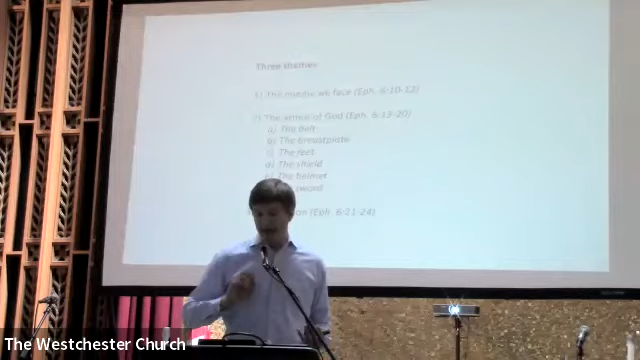 Three themes
1) The enemy we face (Eph. 6:10-12)
2) The armor of God (Eph. 6:13-20)
a) The belt
b) The breastplate
c) The feet
d) The shield
The helmet
sword
(Eph. 6:21-24)
The Westchester Church